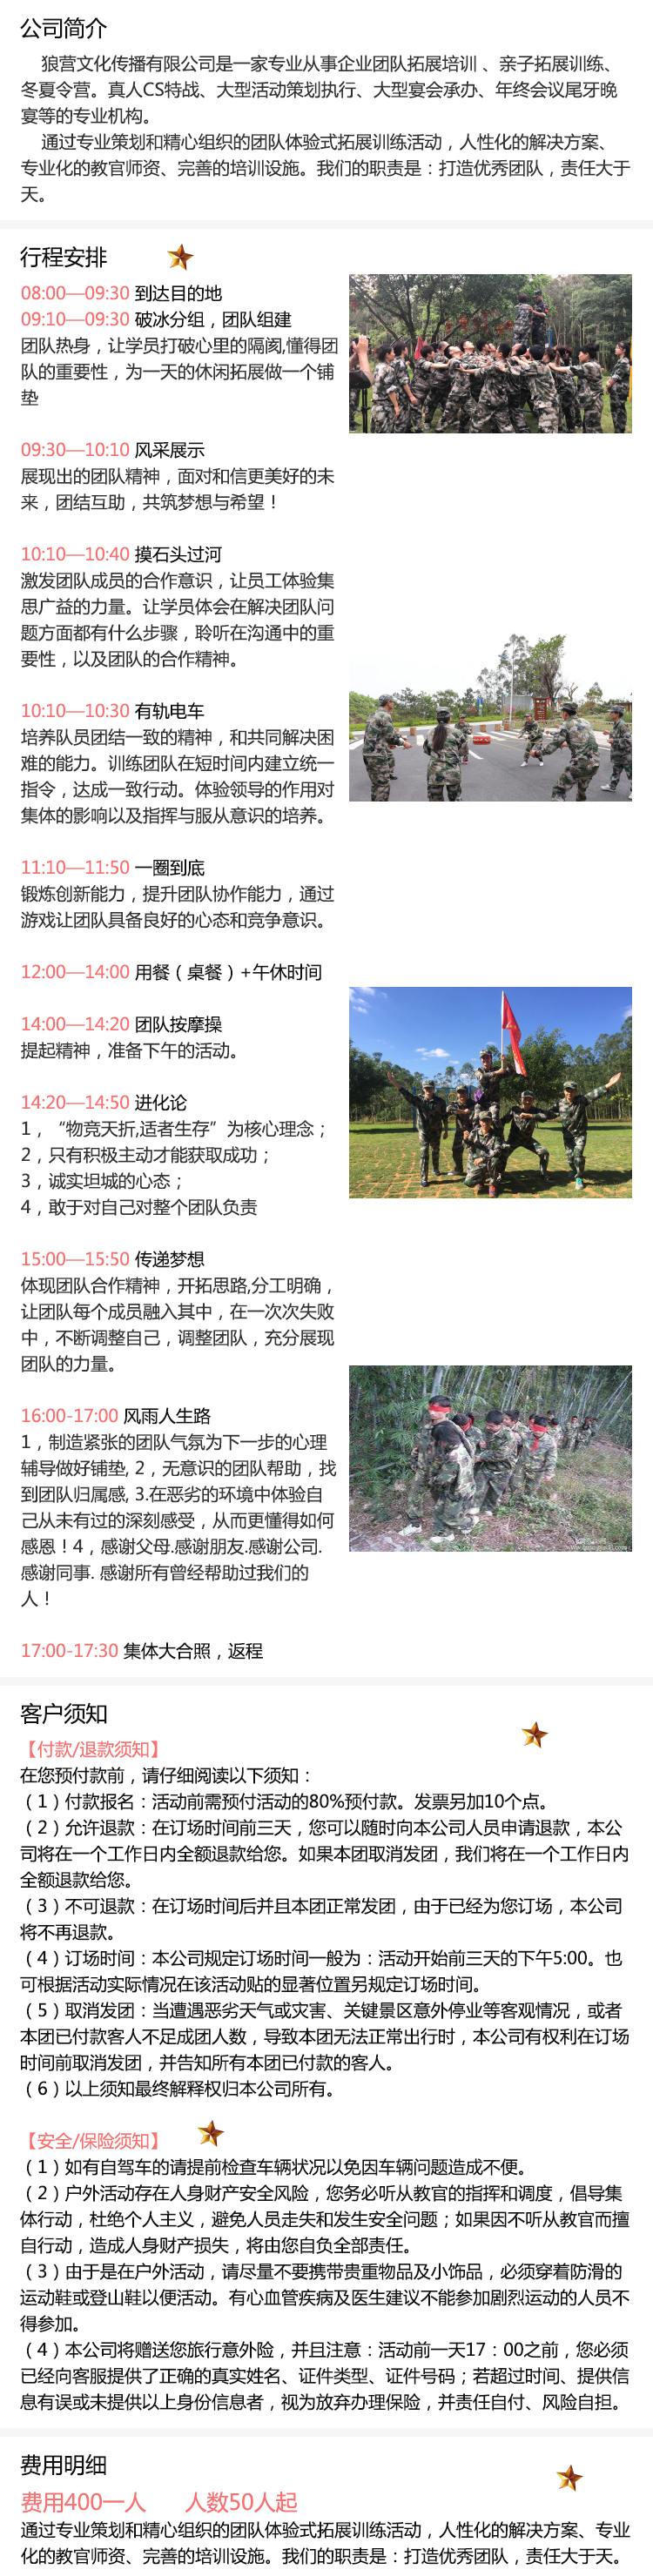 公司简介
狼营文化传播有限公司是一家专业从事企业团队拓展培训 、亲子拓展训练、
冬夏令营。真人CS特战、大型活动策划执行、大型宴会承办、年终会议尾牙晚
宴等的专业机构。
通过专业策划和精心组织的团队体验式拓展训练活动，人性化的解决方案、
专业化的教官师资、完善的培训设施。我们的职责是：打造优秀团队，责任大于
天。
行程安排
08:00—09:30 到达目的地
09:10—09:30 破冰分组，团队组建
团队热身，让学员打破心里的隔阂,懂得团
队的重要性，为一天的休闲拓展做一个铺
垫
09:30—10:10 风采展示
展现出的团队精神，面对和信更美好的未
来，团结互助，共筑梦想与希望！
10:10—10:40 摸石头过河
激发团队成员的合作意识，让员工体验集
思广益的力量。让学员体会在解决团队问
题方面都有什么步骤，聆听在沟通中的重
要性，以及团队的合作精神。
10:10—10:30 有轨电车
培养队员团结一致的精神，和共同解决困
难的能力。训练团队在短时间内建立统一
指令，达成一致行动。体验领导的作用对
集体的影响以及指挥与服从意识的培养。
11:10—11:50 一圈到底
锻炼创新能力，提升团队协作能力，通过
游戏让团队具备良好的心态和竞争意识。
12:00—14:00 用餐（桌餐）+午休时间
14:00—14:20 团队按摩操
提起精神，准备下午的活动。
14:20—14:50 进化论
1，“物竞天折,适者生存”为核心理念；
2，只有积极主动才能获取成功；
3，诚实坦城的心态；
4，敢于对自己对整个团队负责
15:00—15:50 传递梦想
体现团队合作精神，开拓思路,分工明确，
让团队每个成员融入其中，在一次次失败
中，不断调整自己，调整团队，充分展现
团队的力量。
16:00-17:00 风雨人生路
1，制造紧张的团队气氛为下一步的心理
辅导做好铺垫, 2，无意识的团队帮助，找
到团队归属感, 3.在恶劣的环境中体验自
己从未有过的深刻感受，从而更懂得如何
感恩！4，感谢父母.感谢朋友.感谢公司.
感谢同事. 感谢所有曾经帮助过我们的
人！
17:00-17:30 集体大合照，返程
客户须知
【付款/退款须知】
在您预付款前，请仔细阅读以下须知：
（1）付款报名：活动前需预付活动的80%预付款。发票另加10个点。
（2）允许退款：在订场时间前三天，您可以随时向本公司人员申请退款，本公
司将在一个工作日内全额退款给您。如果本团取消发团，我们将在一个工作日内
全额退款给您。
（3）不可退款：在订场时间后并且本团正常发团，由于已经为您订场，本公司
将不再退款。
（4）订场时间：本公司规定订场时间一般为：活动开始前三天的下午5:00。也
可根据活动实际情况在该活动贴的显著位置另规定订场时间。
（5）取消发团：当遭遇恶劣天气或灾害、关键景区意外停业等客观情况，或者
本团已付款客人不足成团人数，导致本团无法正常出行时，本公司有权利在订场
时间前取消发团，并告知所有本团已付款的客人。
（6）以上须知最终解释权归本公司所有。
【安全/保险须知】
（1）如有自驾车的请提前检查车辆状况以免因车辆问题造成不便。
（2）户外活动存在人身财产安全风险，您务必听从教官的指挥和调度，倡导集
体行动，杜绝个人主义，避免人员走失和发生安全问题；如果因不听从教官而擅
自行动，造成人身财产损失，将由您自负全部责任。
（3）由于是在户外活动，请尽量不要携带贵重物品及小饰品，必须穿着防滑的
运动鞋或登山鞋以便活动。有心血管疾病及医生建议不能参加剧烈运动的人员不
得参加。
（4）本公司将赠送您旅行意外险，并且注意：活动前一天17：00之前，您必须
已经向客服提供了正确的真实姓名、证件类型、证件号码；若超过时间、提供信
息有误或未提供以上身份信息者，视为放弃办理保险，并责任自付、风险自担。
费用明细
费用400一人 人数50人起
通过专业策划和精心组织的团队体验式拓展训练活动，人性化的解决方案、专业
化的教官师资、完善的培训设施。我们的职责是：打造优秀团队，责任大于天。